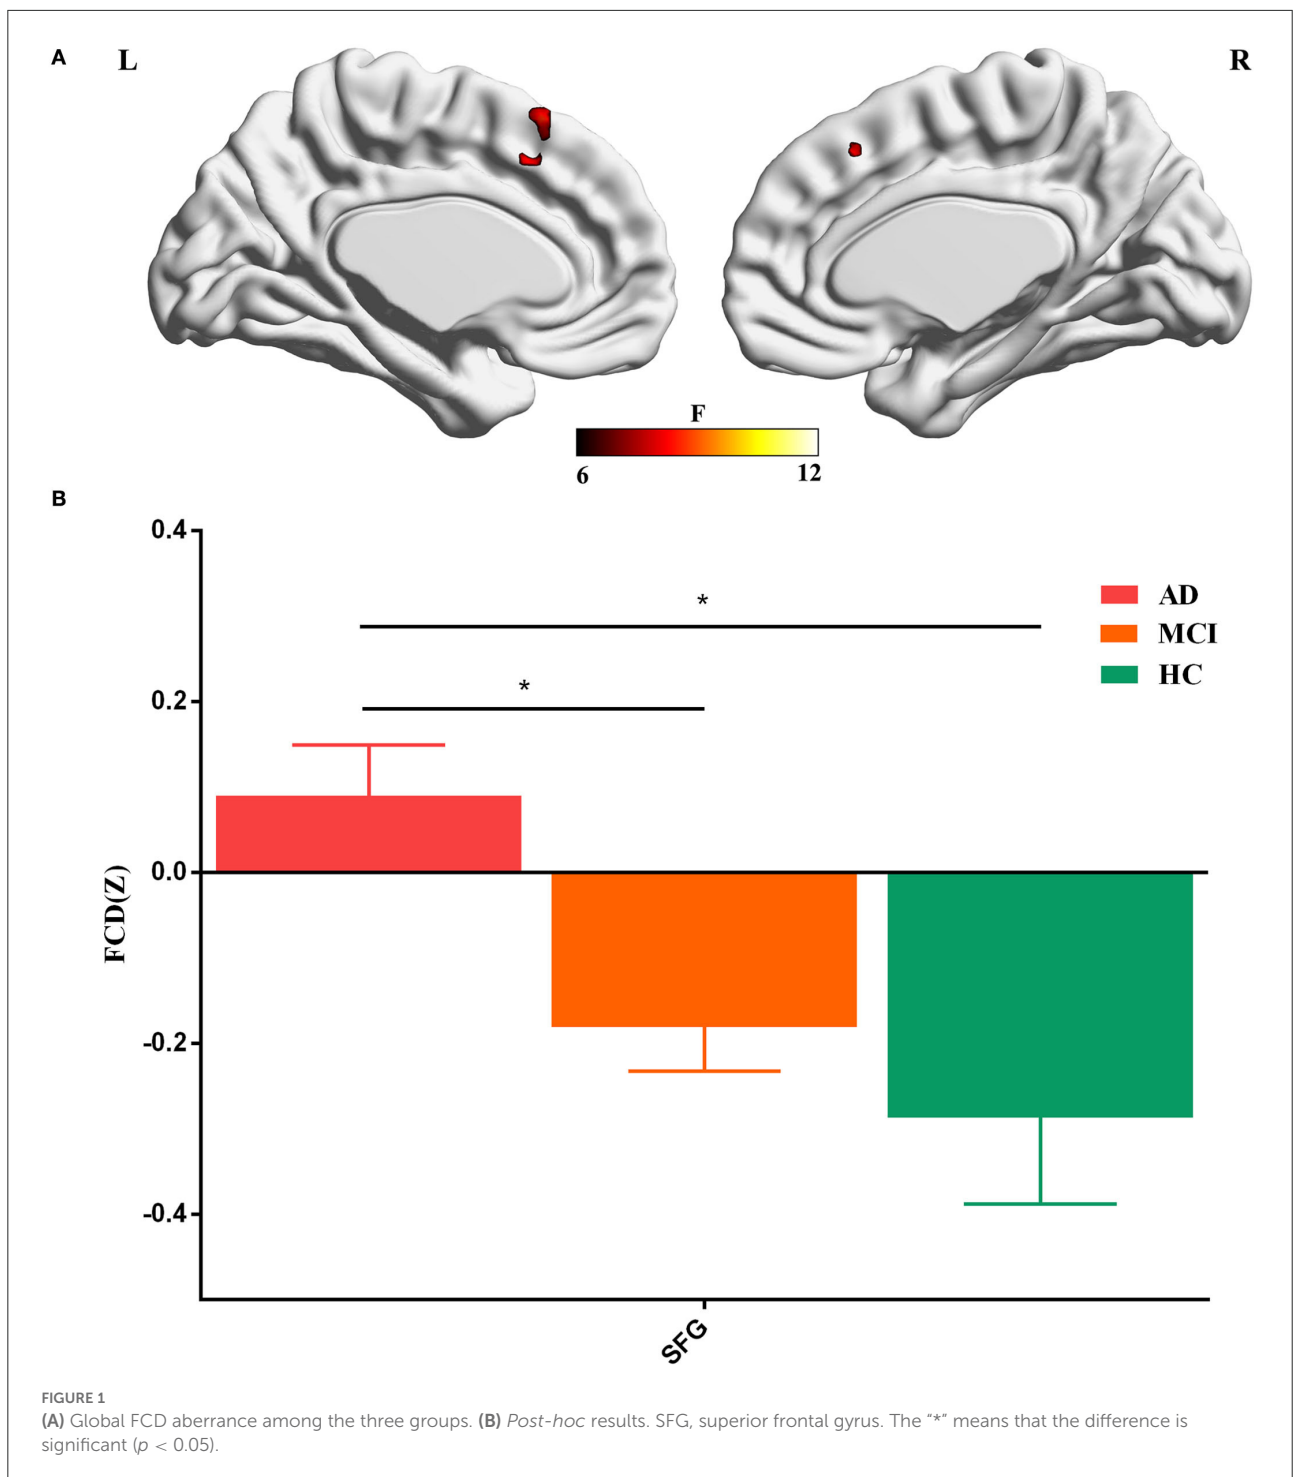 A
L
R
F
6
12
B
0.4
0.2
0.0
-0.2
-0.4
FCD(Z)
*
*
AD
MCI
HC
SFG
FIGURE 1
(A) Global FCD aberrance among the three groups. (B) Post-hoc results. SFG, superior frontal gyrus. The “*” means that the difference is
significant (p < 0.05).